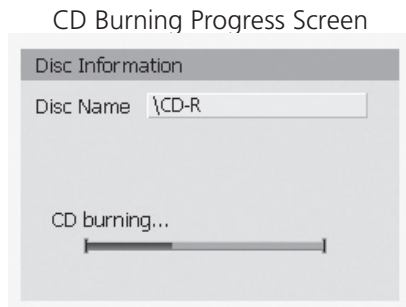 CD Burning Progress Screen
Disc Information
Disc Name \CD-R
CD burning...